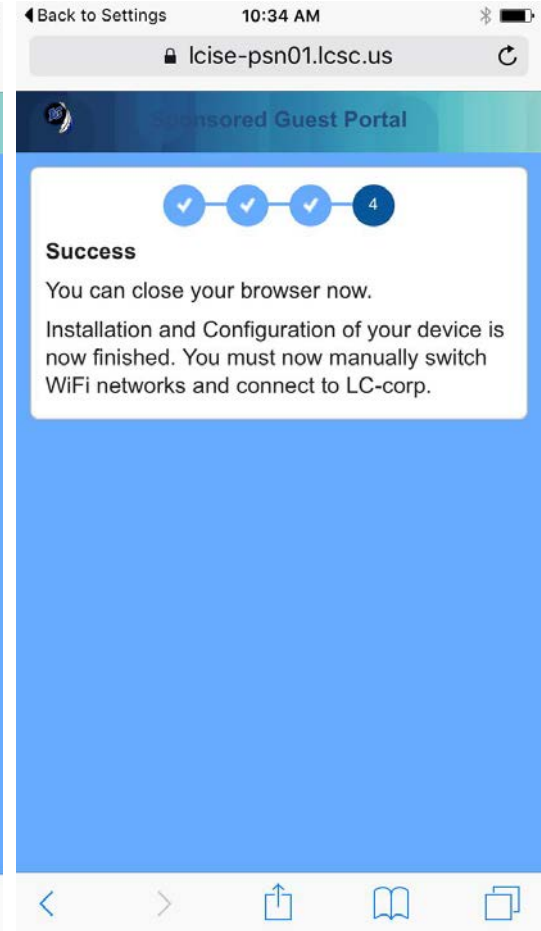 Back to Settings 10:34 AM
lcise-psn01.lcsc.us
Sponsored Guest Portal
4
Success
You can close your browser now.
Installation and Configuration of your device is
now finished. You must now manually switch
WiFi networks and connect to LC-corp.